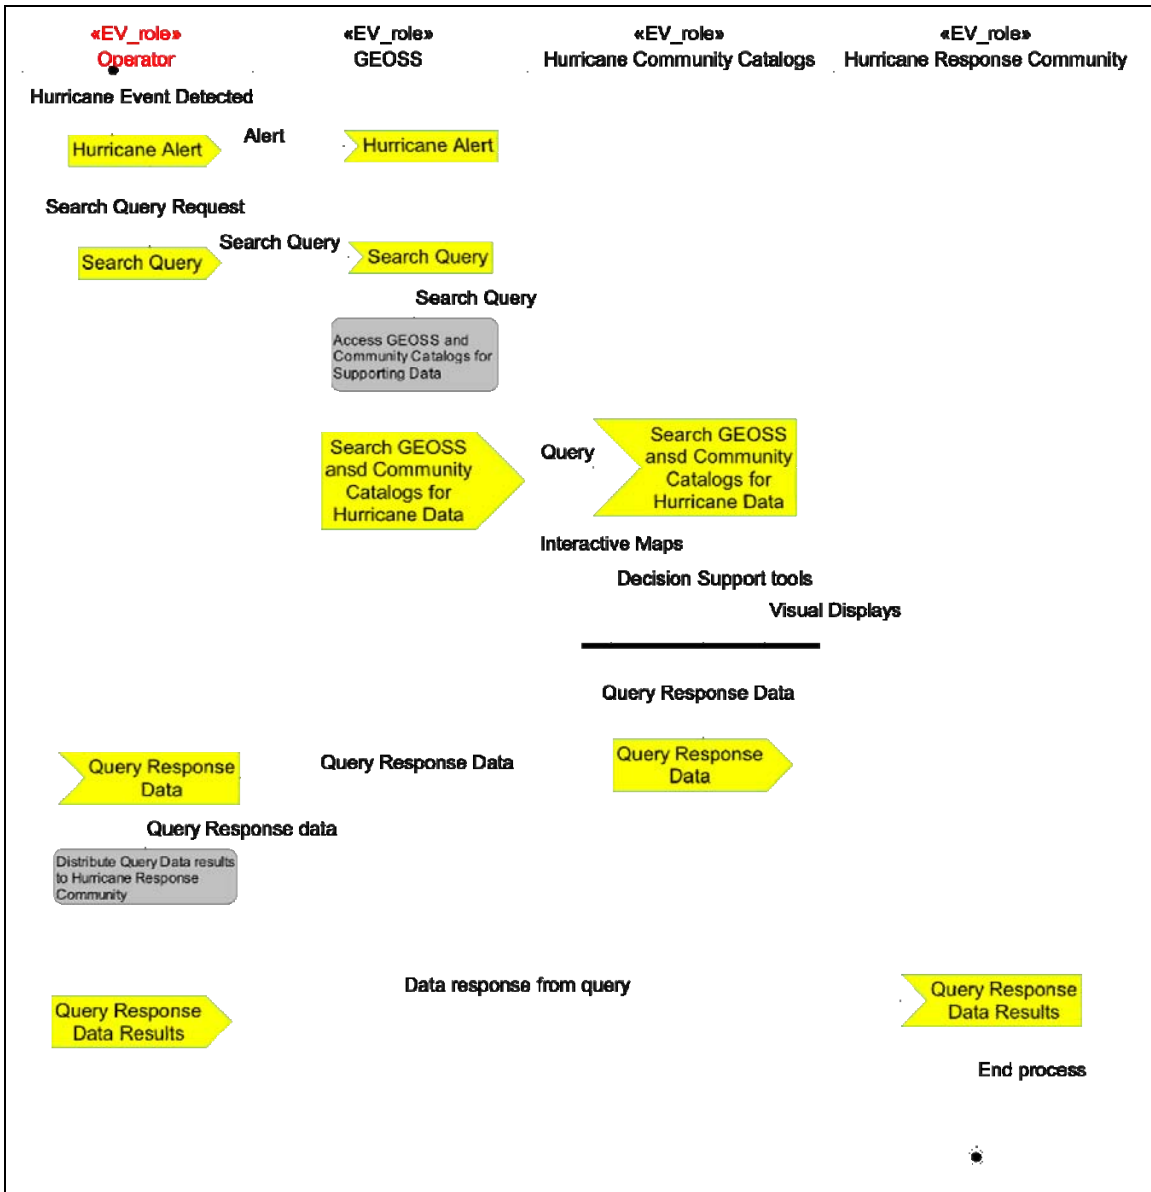 «EV_role»
Operator
«EV_role»
GEOSS
«EV_role»
Hurricane Community Catalogs
«EV_role»
Hurricane Response Community
Hurricane Event Detected
Hurricane Alert
Alert
Hurricane Alert
Search Query Request
Search Query
Search Query
Search Query
Search Query
Access GEOSS and
Community Catalogs for
Supporting Data
Search GEOSS
ansd Community
Catalogs for
Hurricane Data
Query
Search GEOSS
ansd Community
Catalogs for
Hurricane Data
Interactive Maps
Decision Support tools
Visual Displays
Query Response Data
Query Response
Data
Query Response Data
Query Response
Data
Query Response data
Distribute Query Data results
to Hurricane Response
Community
Data response from query
Query Response
Data Results
Query Response
Data Results
End process